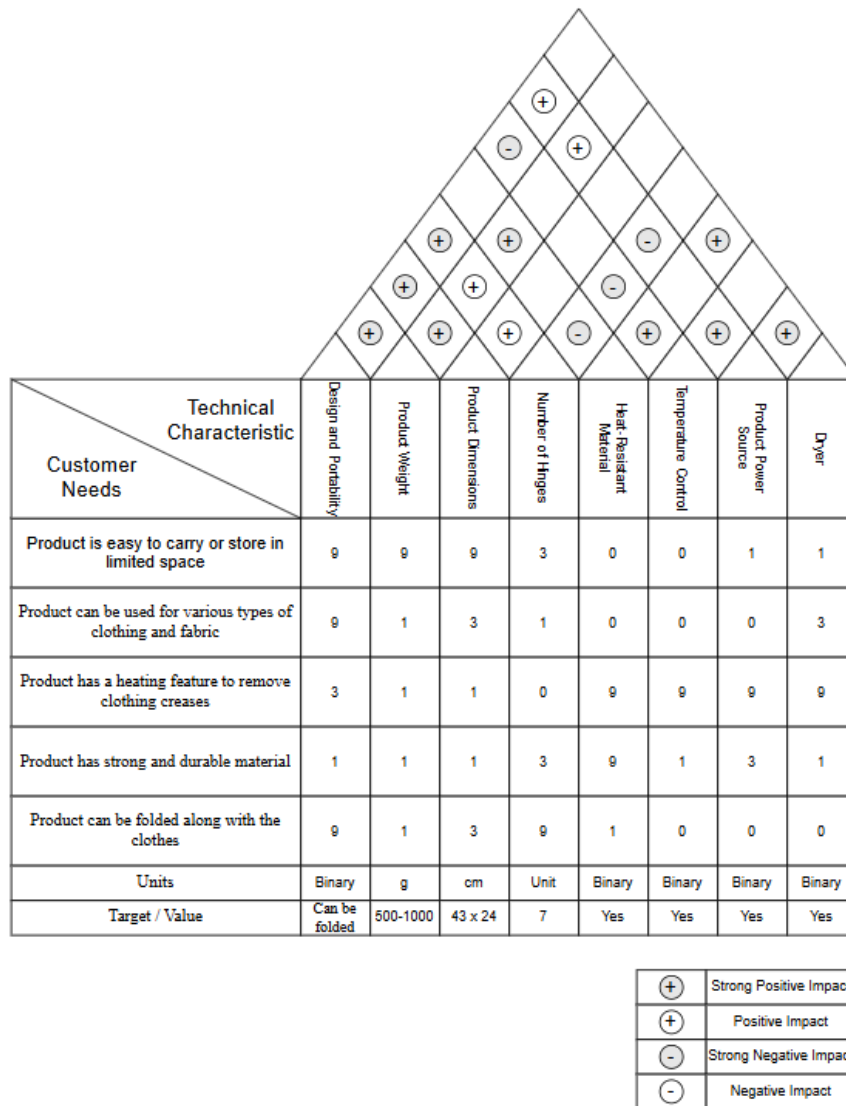 +
- +
+ + - +
+ + -
+ + + - + + +
Technical
Characteristic
Customer
Needs
Design and Portability
Product Weight
Product Dimensions
Number of Hinges
Heat-Resistant
Material
Temperature Control
Product Power
Source
Dryer
Product is easy to carry or store in
limited space
9 9 9 3 0 0 1 1
Product can be used for various types of
clothing and fabric
9 1 3 1 0 0 0 3
Product has a heating feature to remove
clothing creases
3 1 1 0 9 9 9 9
Product has strong and durable material
1 1 1 3 9 1 3 1
Product can be folded along with the
clothes
9 1 3 9 1 0 0 0
Units Binary g cm Unit Binary Binary Binary Binary
Target / Value
Can be
folded
500-1000 43 x 24 7 Yes Yes Yes Yes
+ Strong Positive Impac
+ Positive Impact
- Strong Negative Impac
- Negative Impact